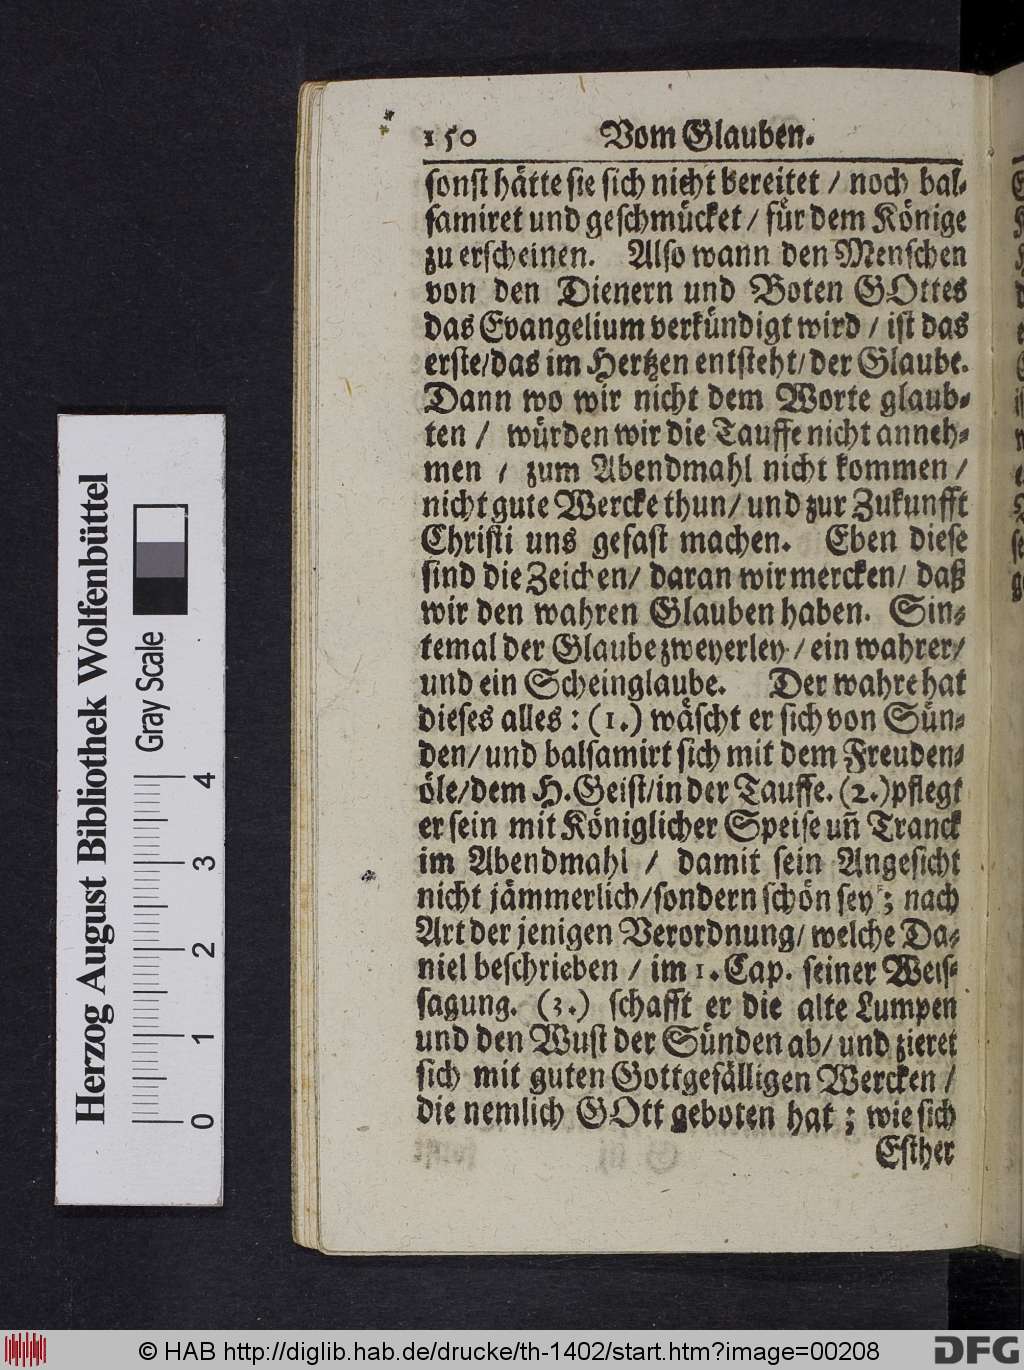 150 Vom Glauben.
sonst hätte sie sich nicht bereitet / noch bal-
samiret und geschmücket / für dem Könige
zu erscheinen. Also wann den Menschen
von den Dienern und Boten GOttes
das Evangelium verkündigt wird / ist das
erste/das im Hertzen entsteht/der Glaube.
Dann wo wir nicht dem Worte glaub-
ten / würden wir die Tauffe nicht anneh-
men / zum Abendmahl nicht kommen /
nicht gute Wercke thun/ und zur Zukunfft
Christi uns gefast machen. Eben diese
sind die Zeichen/ daran wir mercken/ daß
wir den wahren Glauben haben. Sin-
temal der Glaube zweyerley / ein wahrer/
und ein Scheinglaube. Der wahre hat
dieses alles : (1.) wäscht er sich von Sün-
den/ und balsamirt sich mit dem Freuden-
öle/dem H. Geist/in der Tauffe. (2.)pflegt
er sein mit Königlicher Speise uñ Tranck
im Abendmahl / damit sein Angesicht
nicht jämmerlich/sondern schön sey ; nach
Art der jenigen Verordnung/ welche Da-
niel beschrieben / im 1. Cap. seiner Weis-
sagung. (3.) schafft er die alte Lumpen
und den Wust der Sünden ab/ und zieret
sich mit guten Gottgefälligen Wercken /
die nemlich GOtt geboten hat ; wie sich
Esther
Herzog August Bibliothek Wolfenbüttel
Gray Scale
0 1 2 3 4
© HAB http://diglib.hab.de/drucke/th-1402/start.htm?image=00208
DFG